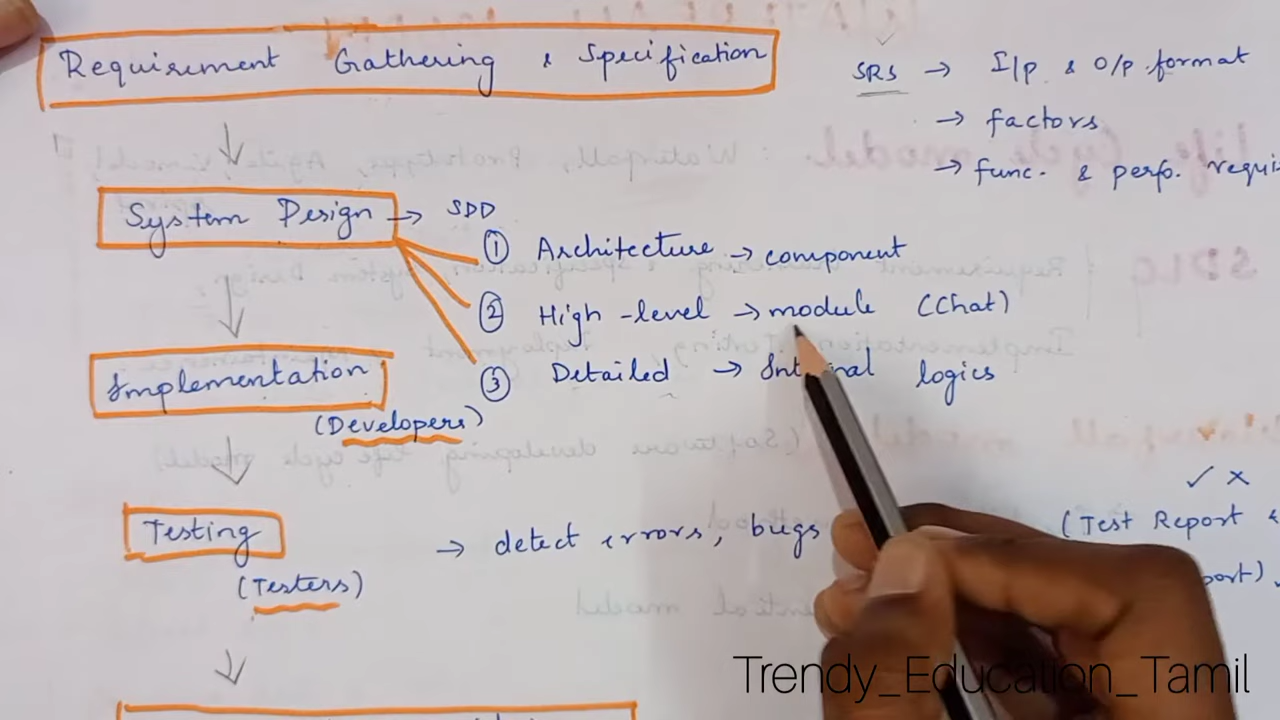 Requirement Gathering & Specification
SRS → I/p & O/p format
→ factors
→ func. & perfo.
System Design → SDD
① Architecture → component
② High-level → module (Chat)
③ Detailed → logics
Implementation
(Developers)
Testing → detect errors, bugs
✓ x
(Test Report &
(Testers)
Trendy_Education_Tamil